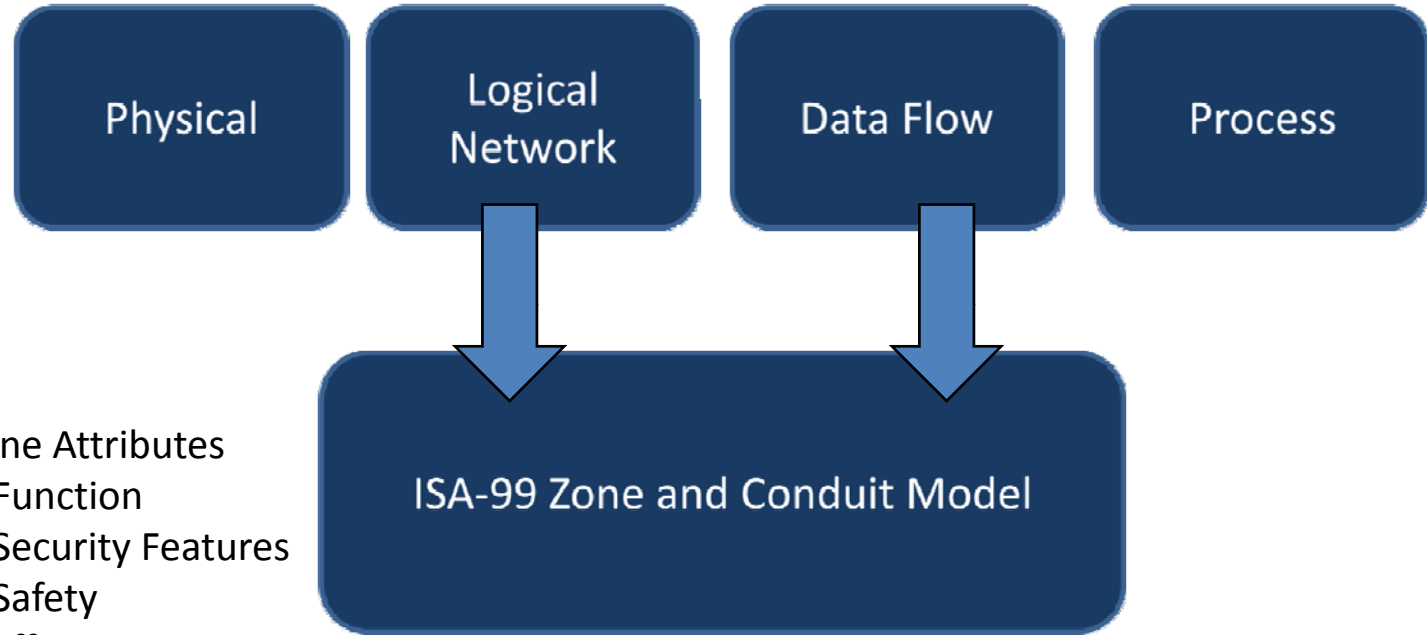 Physical
Logical
Network
Data Flow
Process
ne Attributes
Function
Security Features
Safety
ISA-99 Zone and Conduit Model